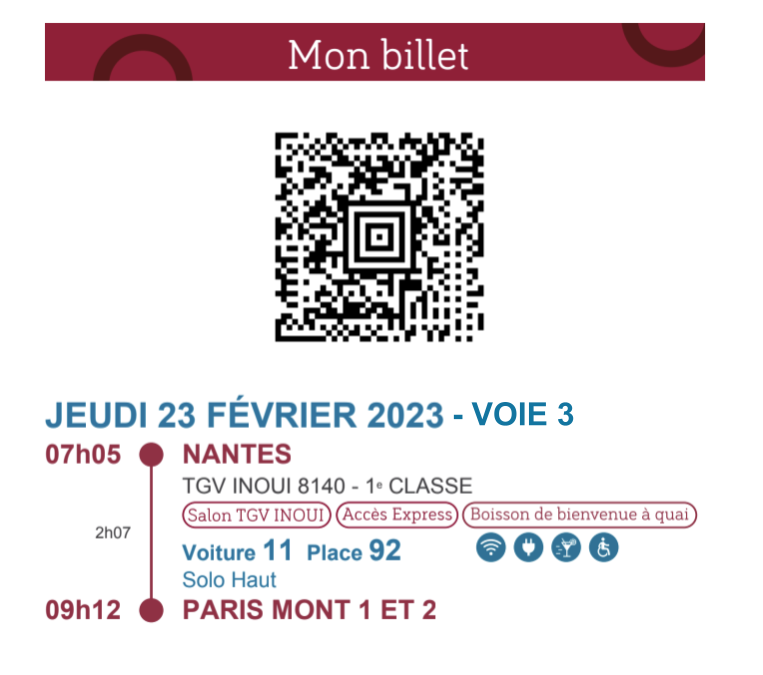 Mon billet
JEUDI 23 FÉVRIER 2023 - VOIE 3
07h05 NANTES
TGV INOUI 8140 - 1e CLASSE
Salon TGV INOUI Accès Express Boisson de bienvenue à quai
2h07
Voiture 11 Place 92
Solo Haut
09h12 PARIS MONT 1 ET 2